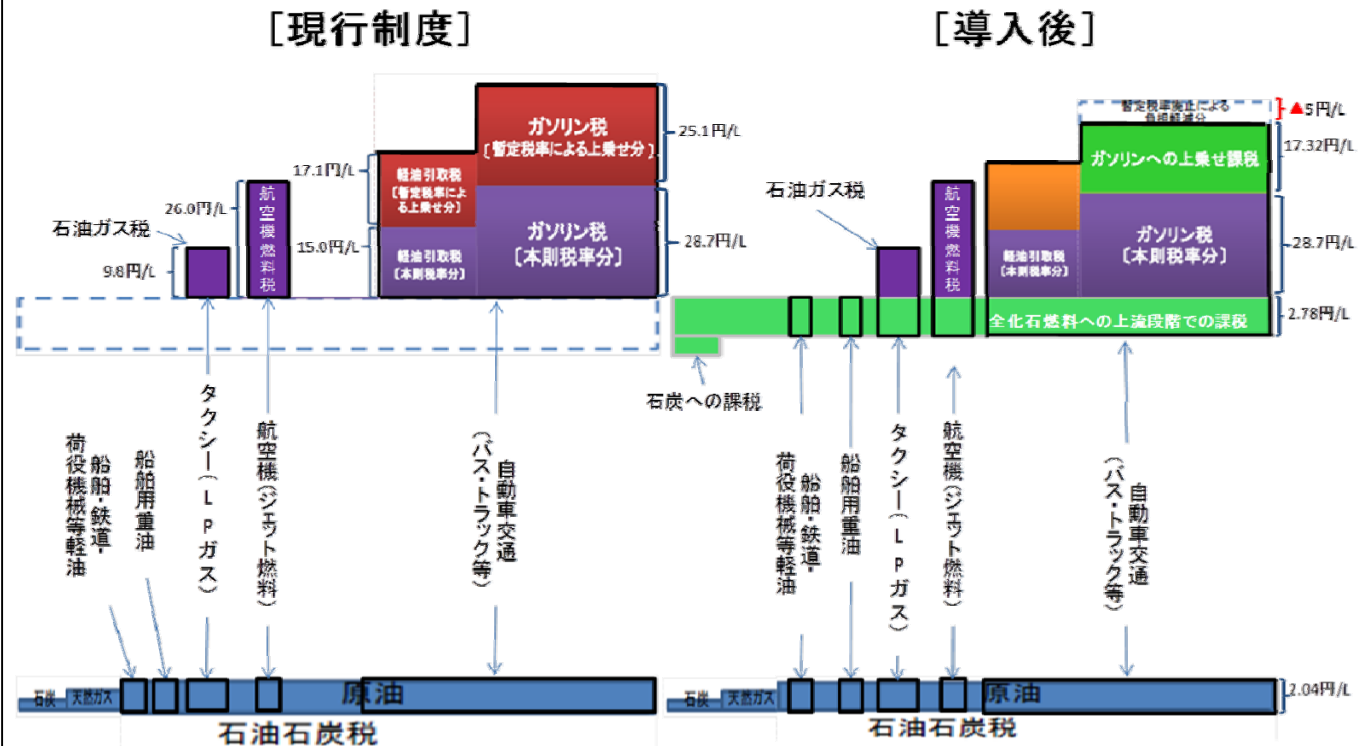 ［現行制度］
25.1円/L
ガソリン税
［暫定税率による上乗せ分］
17.1円/L
軽油引取税
［暫定税率によ
る上乗せ分］
航空機燃料税
26.0円/L
石油ガス税
15.0円/L
28.7円/L
ガソリン税
［本則税率分］
軽油引取税
［本則税率分］
9.8円/L
タクシー（LPガス）
航空機（ジェット燃料）
自動車交通
（バス・トラック等）
船舶・鉄道・
荷役機械等軽油
船舶用重油
石炭
天然ガス
原油
石油石炭税
［導入後］
暫定税率廃止による
負担軽減分
▲5円/L
ガソリンへの上乗せ課税
17.32円/L
石油ガス税
航空機燃料税
ガソリン税
［本則税率分］
28.7円/L
軽油引取税
［本則税率分］
全化石燃料への上流段階での課税
2.78円/L
石炭への課税
船舶・鉄道・
荷役機械等軽油
船舶用重油
タクシー（LPガス）
航空機（ジェット燃料）
自動車交通
（バス・トラック等）
石炭
天然ガス
原油
2.04円/L
石油石炭税